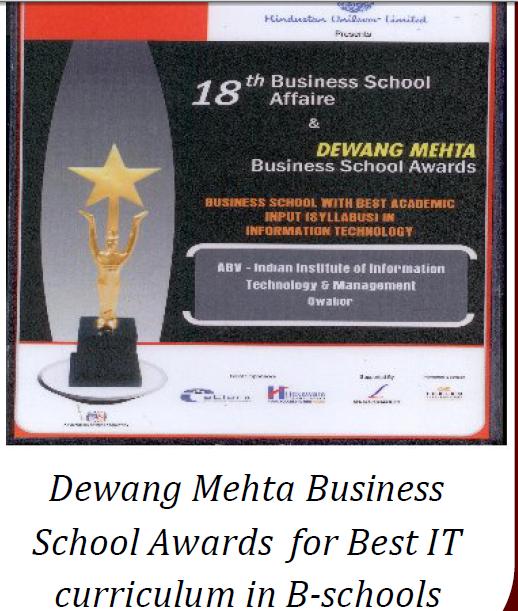 Hindustan Unilever Limited
Presents
18th Business School
Affaire
&
DEWANG MEHTA
Business School Awards
BUSINESS SCHOOL WITH BEST ACADEMIC
INPUT (SYLLABUS) IN
INFORMATION TECHNOLOGY
ABV - Indian Institute of Information
Technology & Management
Gwalior
Supported By
Dewang Mehta Business
School Awards for Best IT
curriculum in B-schools